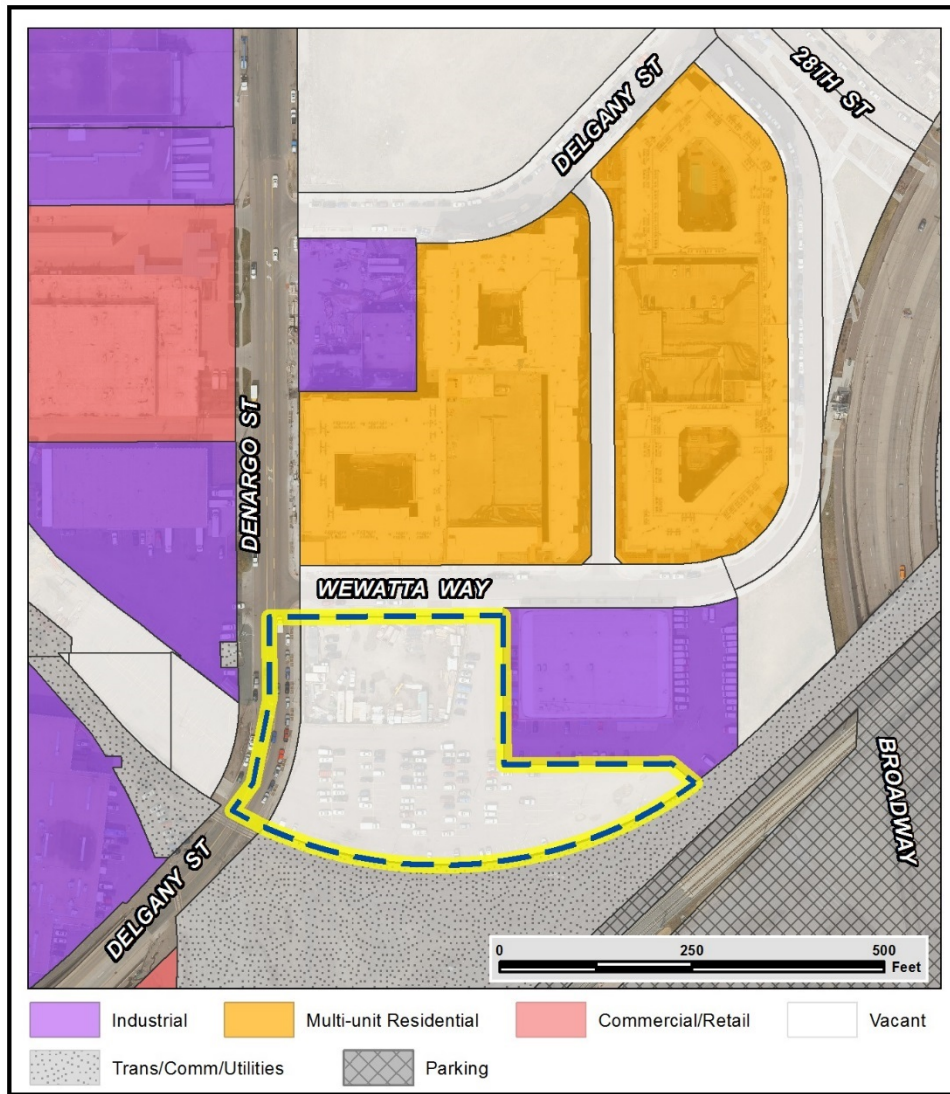 28TH ST
DELGANY ST
DENARGO ST
WEWATTA WAY
BROADWAY
DELGANY ST
0 250 500
Feet
Industrial Multi-unit Residential Commercial/Retail Vacant
Trans/Comm/Utilities Parking